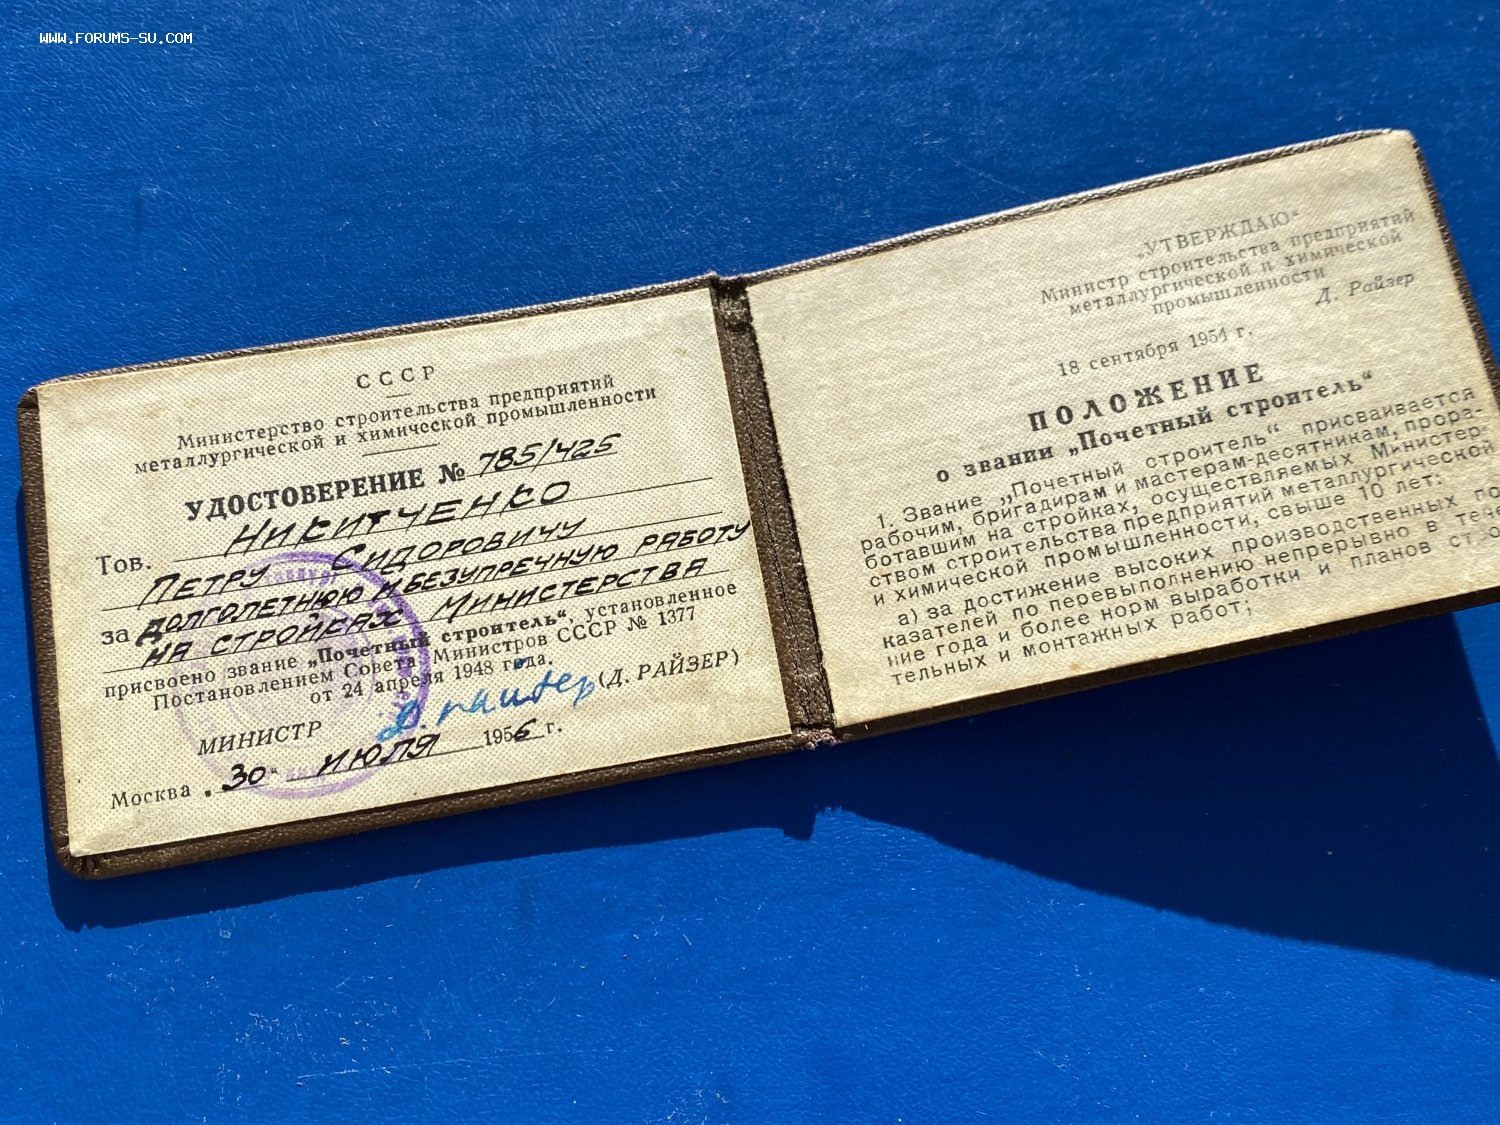 WWW.FORUMS-SU.COM
СССР
Министерство строительства предприятий
металлургической и химической промышленности
УДОСТОВЕРЕНИЕ № 785/425
Тов. НИКИТЧЕНКО
ПЕТРУ СИДОРОВИЧУ
за ДОЛГОЛЕТНЮЮ И БЕЗУПРЕЧНУЮ РАБОТУ
НА СТРОЙКАХ МИНИСТЕРСТВА
присвоено звание „Почетный строитель“, установленное
Постановлением Совета Министров СССР № 1377
от 24 апреля 1948 года.
МИНИСТР Д. Райзер (Д. РАЙЗЕР)
Москва „30“ ИЮЛЯ 1956 г.
„УТВЕРЖДАЮ“
Министр строительства предприятий
металлургической и химической
промышленности
Д. Райзер
18 сентября 1951 г.
ПОЛОЖЕНИЕ
о звании „Почетный строитель“
1. Звание „Почетный строитель“ присваивается
рабочим, бригадирам и мастерам-десятникам, прора-
ботавшим на стройках, осуществляемых Министер-
ством строительства предприятий металлургической
и химической промышленности, свыше 10 лет:
а) за достижение высоких производственных по
казателей по перевыполнению непрерывно в тече
ние года и более норм выработки и планов
тельных и монтажных работ;